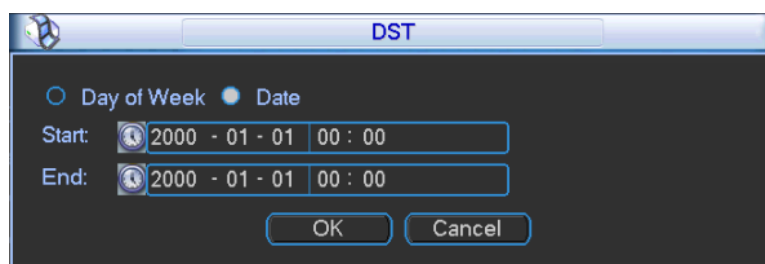 DST
Day of Week Date
Start: 2000 - 01 - 01 00 : 00
End: 2000 - 01 - 01 00 : 00
OK Cancel